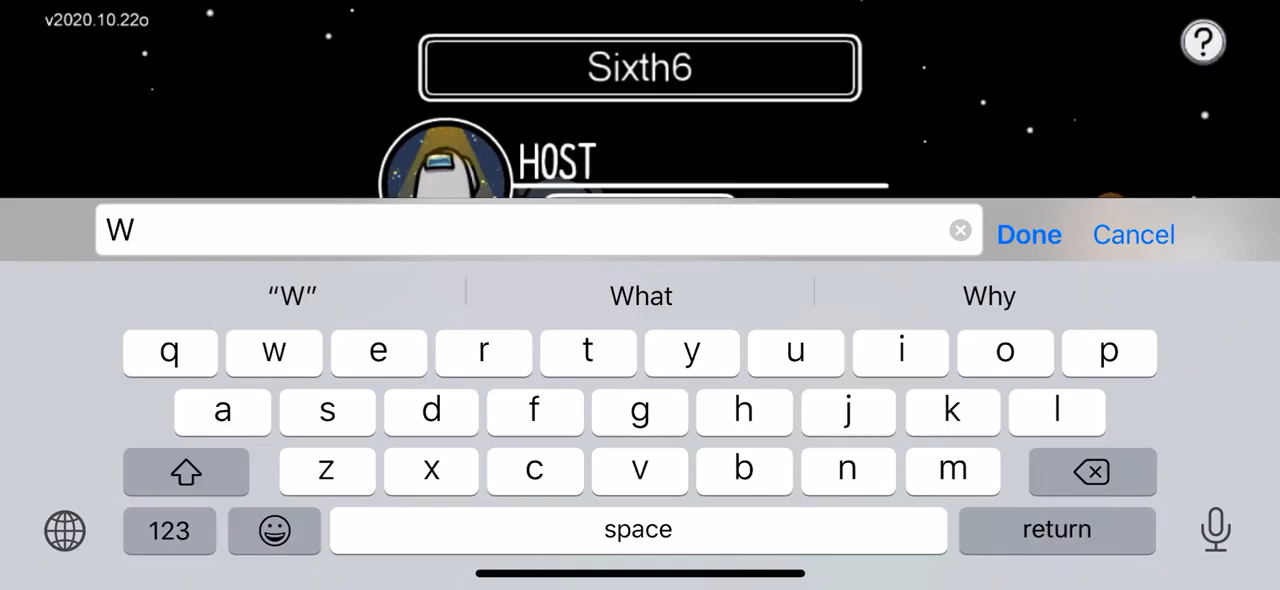 v2020.10.22o
Sixth6
?
HOST
W
Done Cancel
“W” What Why
q w e r t y u i o p
a s d f g h j k l
z x c v b n m
123 space return